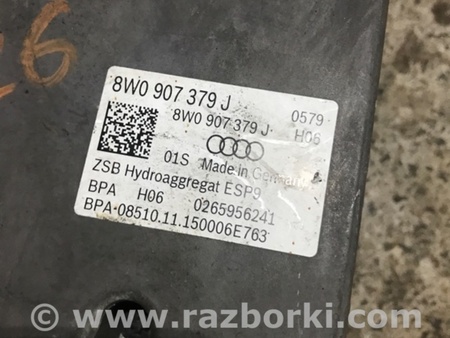 26
8W0 907 379 J
0579
8W0 907 379 J
H06
01S Made in Germany
ZSB Hydroaggregat ESP9
BPA H06 0265956241
BPA-08510.11.150006E763
www.razborki.com